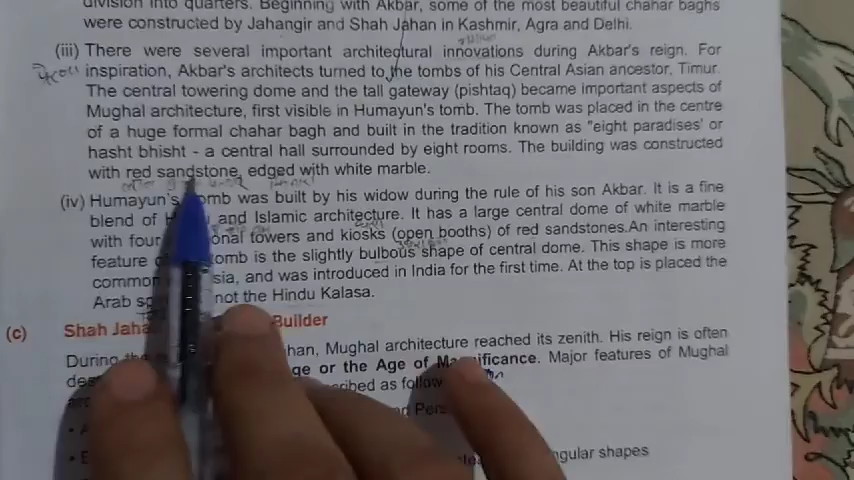 division into quarters. Beginning with Akbar, some of the most beautiful chahar baghs
were constructed by Jahangir and Shah Jahan in Kashmir, Agra and Delhi.
(iii) There were several important architectural innovations during Akbar's reign. For
inspiration, Akbar's architects turned to the tombs of his Central Asian ancestor, Timur.
The central towering dome and the tall gateway (pishtaq) became important aspects of
Mughal architecture, first visible in Humayun's tomb. The tomb was placed in the centre
of a huge formal chahar bagh and built in the tradition known as "eight paradises' or
hasht bhisht - a central hall surrounded by eight rooms. The building was constructed
with red sandstone, edged with white marble.
(iv) Humayun's tomb was built by his widow during the rule of his son Akbar. It is a fine
blend of and Islamic architecture. It has a large central dome of white marble
with four onal towers and kiosks (open booths) of red sandstones.An interesting
feature tomb is the slightly bulbous shape of central dome. This shape is more
common sia, and was introduced in India for the first time. At the top is placed the
Arab not the Hindu Kalasa.
(c) Shah Jaha Builder
During han, Mughal architecture reached its zenith. His reign is often
des ge or the Age of Magnificance. Major features of Mughal
cribed as follow
nd Pers
gular shapes